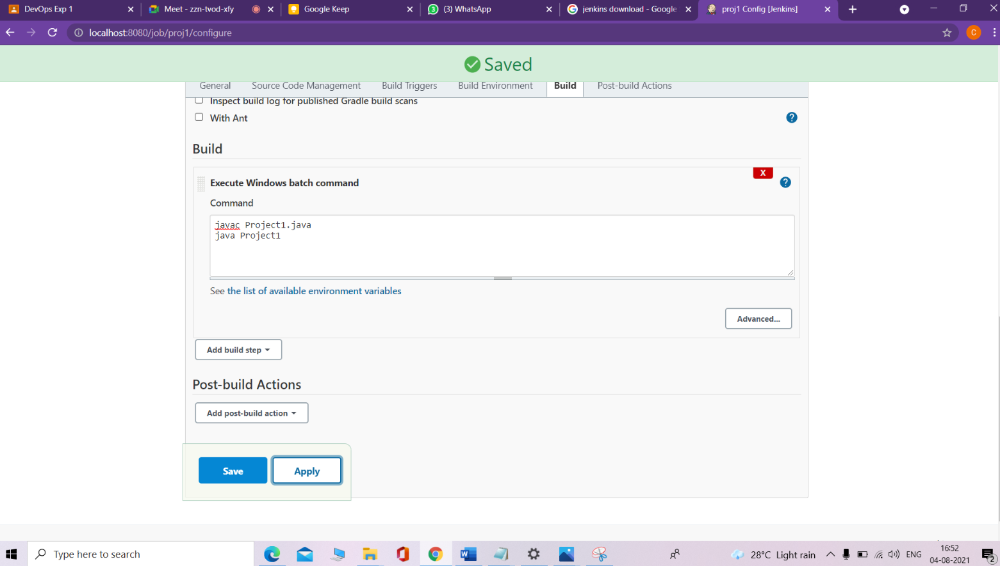 DevOps Exp 1
Meet - zzn-tvod-xfy
Google Keep
3 (3) WhatsApp
jenkins download - Google
proj1 Config [Jenkins]
localhost:8080/job/proj1/configure
C
Saved
General Source Code Management Build Triggers Build Environment Build Post-build Actions
Inspect build log for published Gradle build scans
With Ant
?
Build
X
Execute Windows batch command
?
Command
javac Project1.java
java Project1
See the list of available environment variables
Advanced...
Add build step
Post-build Actions
Add post-build action
Save Apply
Type here to search
28°C Light rain
ENG
16:52
04-08-2021
2